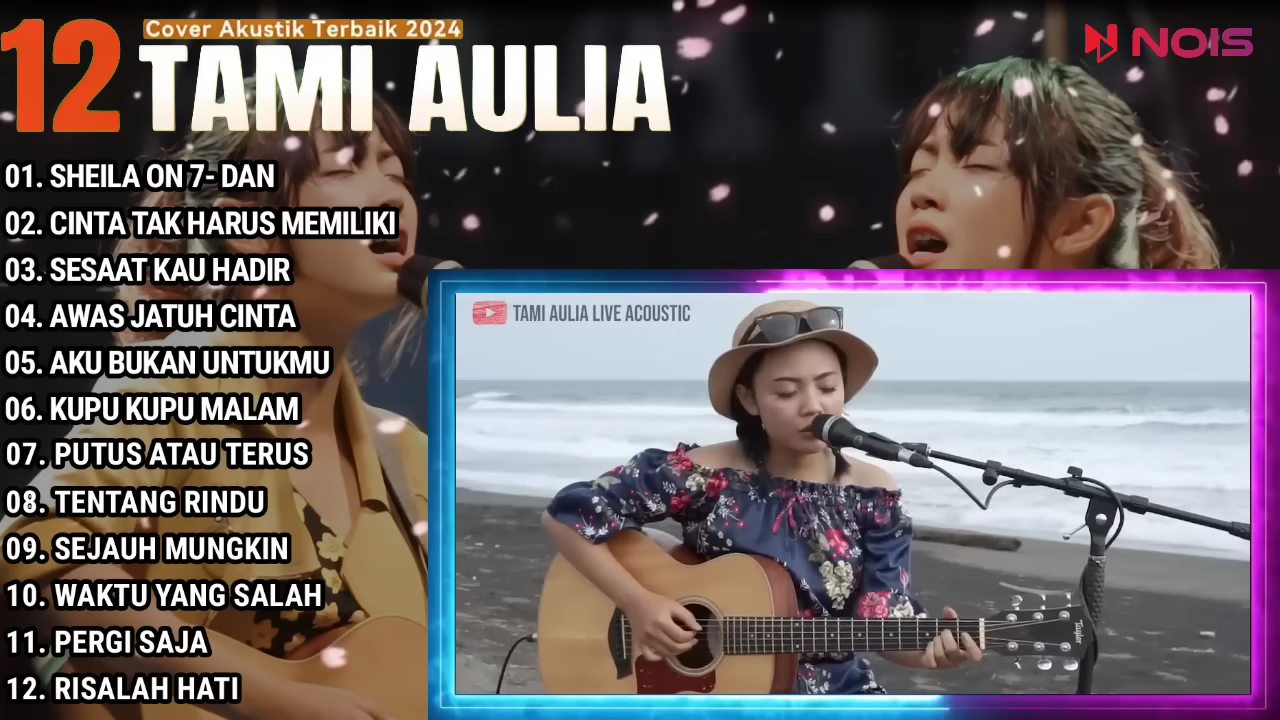 12
Cover Akustik Terbaik 2024
TAMI AULIA
NOIS
01. SHEILA ON 7- DAN
02. CINTA TAK HARUS MEMILIKI
03. SESAAT KAU HADIR
04. AWAS JATUH CINTA
05. AKU BUKAN UNTUKMU
06. KUPU KUPU MALAM
07. PUTUS ATAU TERUS
08. TENTANG RINDU
09. SEJAUH MUNGKIN
10. WAKTU YANG SALAH
11. PERGI SAJA
12. RISALAH HATI
TAMI AULIA LIVE ACOUSTIC
Taylor